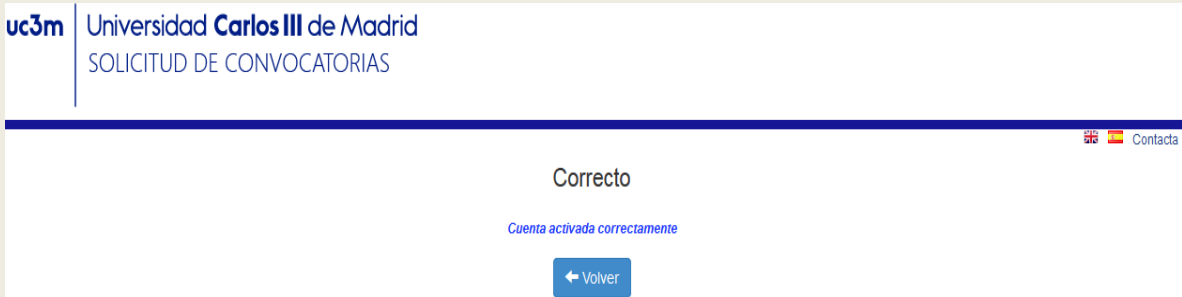 uc3m
Universidad Carlos III de Madrid
SOLICITUD DE CONVOCATORIAS
Contacta
Correcto
Cuenta activada correctamente
Volver